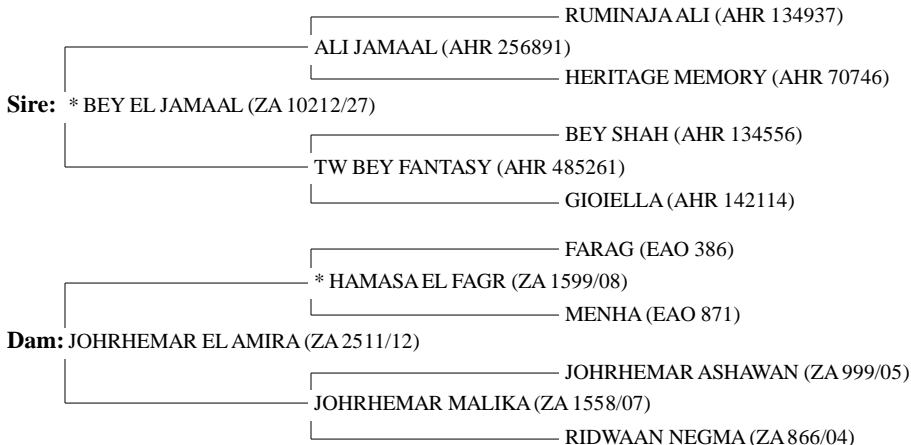 RUMINAJA ALI (AHR 134937)
ALI JAMAAL (AHR 256891)
HERITAGE MEMORY (AHR 70746)
Sire: * BEY EL JAMAAL (ZA 10212/27)
BEY SHAH (AHR 134556)
TW BEY FANTASY (AHR 485261)
GIOIELLA (AHR 142114)
FARAG (EAO 386)
* HAMASA EL FAGR (ZA 1599/08)
MENHA (EAO 871)
Dam: JOHRHEMAR EL AMIRA (ZA 2511/12)
JOHRHEMAR ASHAWAN (ZA 999/05)
JOHRHEMAR MALIKA (ZA 1558/07)
RIDWAAN NEGMA (ZA 866/04)